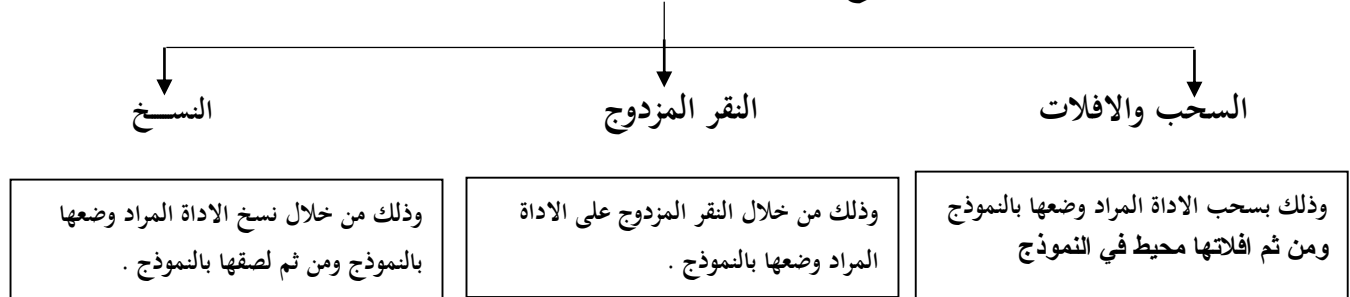 السحب والافلات
النقر المزدوج
النســخ
وذلك بسحب الاداة المراد وضعها بالنموذج
ومن ثم افلاتها محيط في النموذج
وذلك من خلال النقر المزدوج على الاداة
المراد وضعها بالنموذج .
وذلك من خلال نسخ الاداة المراد وضعها
بالنموذج ومن ثم لصقها بالنموذج .